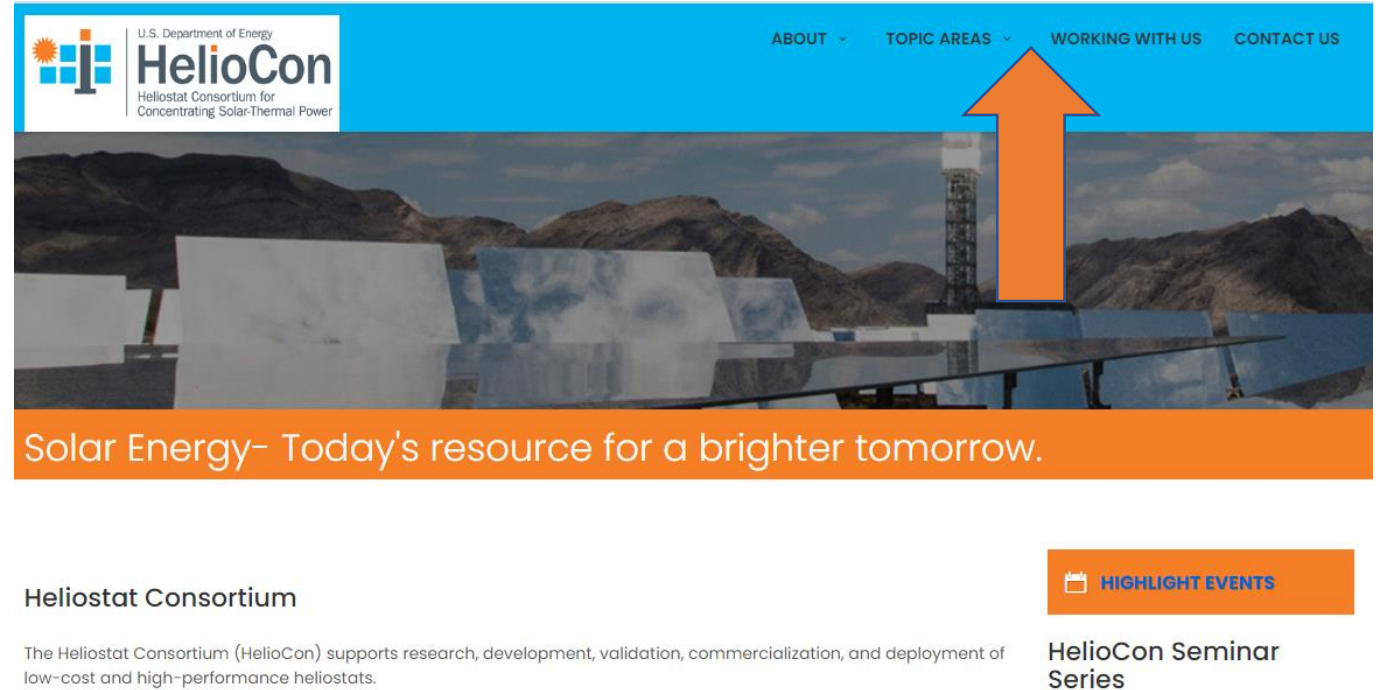 U.S. Department of Energy
HelioCon
Heliostat Consortium for
Concentrating Solar-Thermal Power
ABOUT TOPIC AREAS WORKING WITH US CONTACT US
Solar Energy- Today's resource for a brighter tomorrow.
Heliostat Consortium
The Heliostat Consortium (HelioCon) supports research, development, validation, commercialization, and deployment of
low-cost and high-performance heliostats.
HIGHLIGHT EVENTS
HelioCon Seminar
Series